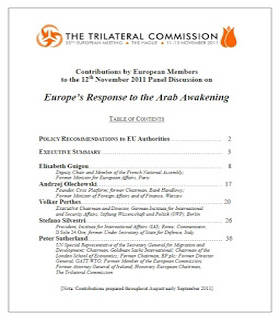 THE TRILATERAL COMMISSION
35TH EUROPEAN MEETING ● THE HAGUE ● 11-13 NOVEMBER 2011
Contributions by European Members
to the 12th November 2011 Panel Discussion on
Europe's Response to the Arab Awakening
TABLE OF CONTENTS
POLICY RECOMMENDATIONS to EU Authorities 2
EXECUTIVE SUMMARY 3
Elisabeth Guigou 8
Deputy Chair and Member of the French National Assembly;
Former Minister for European Affairs, Paris
Andrzej Olechowski 17
Founder, Civic Platform; former Chairman, Bank Handlowy;
Former Minister of Foreign Affairs and of Finance, Warsaw
Volker Perthes 20
Executive Chairman and Director, German Institute for International
and Security Affairs, Stiftung Wissenschaft und Politik (SWP), Berlin
Stefano Silvestri 26
President, Institute for International Affairs (IAI), Rome; Commentator,
Il Sole 24 Ore; former Under Secretary of State for Defence, Italy
Peter Sutherland 36
UN Special Representative of the Secretary General for Migration and
Development; Chairman, Goldman Sachs International; Chairman of the
London School of Economics; Former Chairman, BP plc; Former Director
General, GATT/WTO; Former Member of the European Commission;
Former Attorney General of Ireland; Honorary European Chairman,
The Trilateral Commission
[Note: Contributions prepared throughout August-early September 2011]